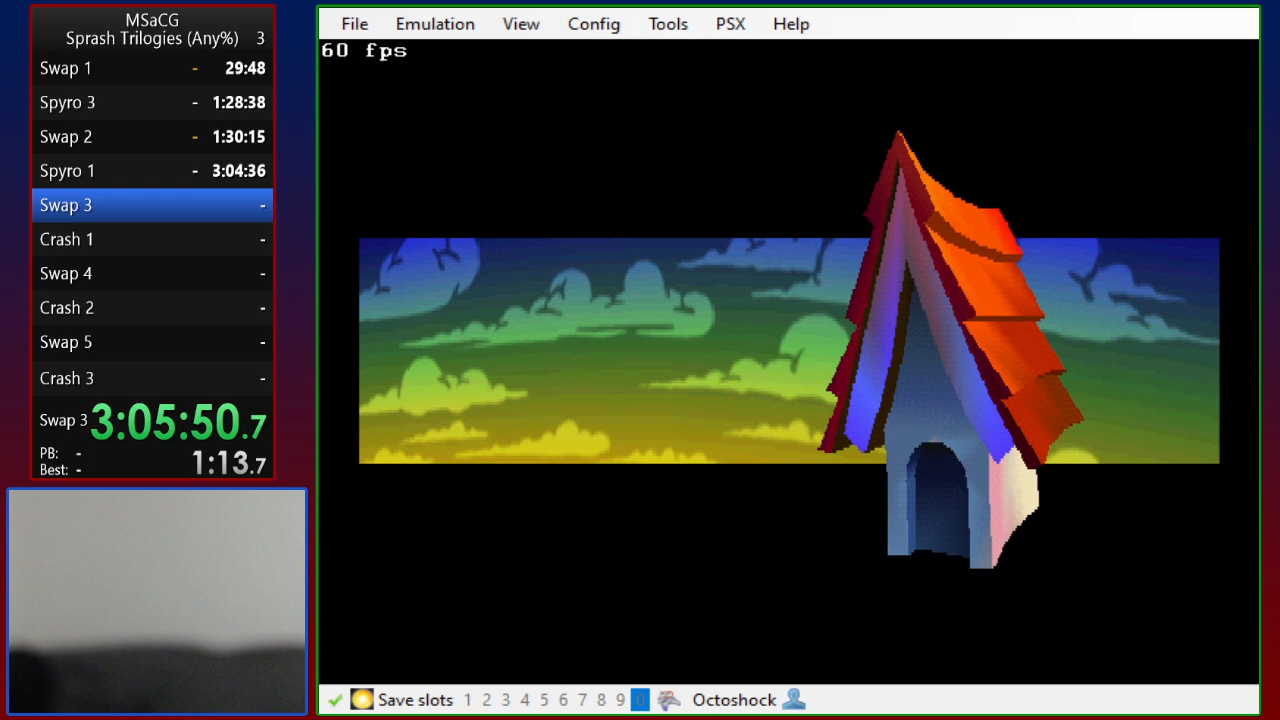 MSaCG
Sprash Trilogies (Any%) 3
Swap 1 - 29:48
Spyro 3 - 1:28:38
Swap 2 - 1:30:15
Spyro 1 - 3:04:36
Swap 3 -
Crash 1 -
Swap 4 -
Crash 2 -
Swap 5 -
Crash 3 -
Swap 3 3:05:50.7
PB: - 1:13.7
Best: -
File Emulation View Config Tools PSX Help
60 fps
Save slots 1 2 3 4 5 6 7 8 9 0 Octoshock